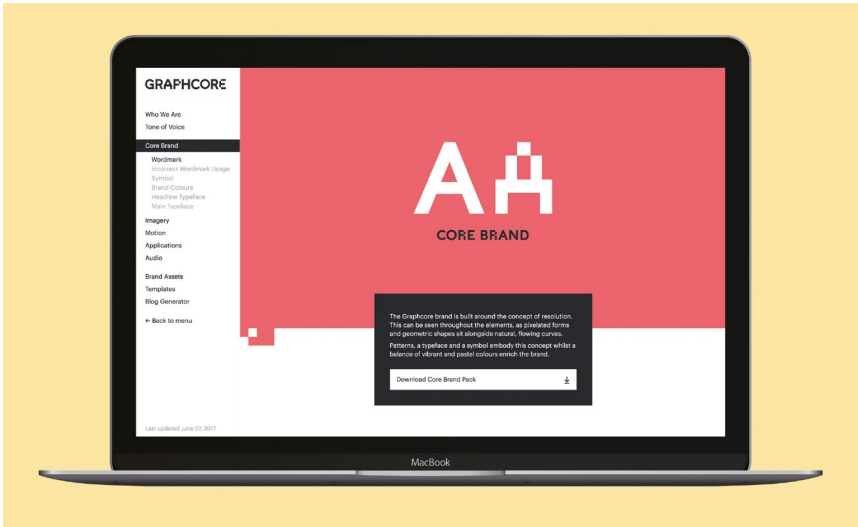 GRAPHCORE
Who We Are
Tone of Voice
Core Brand
Wordmark
Incorrect Wordmark Usage
Symbol
Brand Colours
Headline Typeface
Main Typeface
Imagery
Motion
Applications
Audio
Brand Assets
Templates
Blog Generator
← Back to menu
Last updated June 07, 2017
AA
CORE BRAND
The Graphcore brand is built around the concept of resolution.
This can be seen throughout the elements, as pixelated forms
and geometric shapes sit alongside natural, flowing curves.
Patterns, a typeface and a symbol embody this concept whilst a
balance of vibrant and pastel colours enrich the brand.
Download Core Brand Pack
MacBook